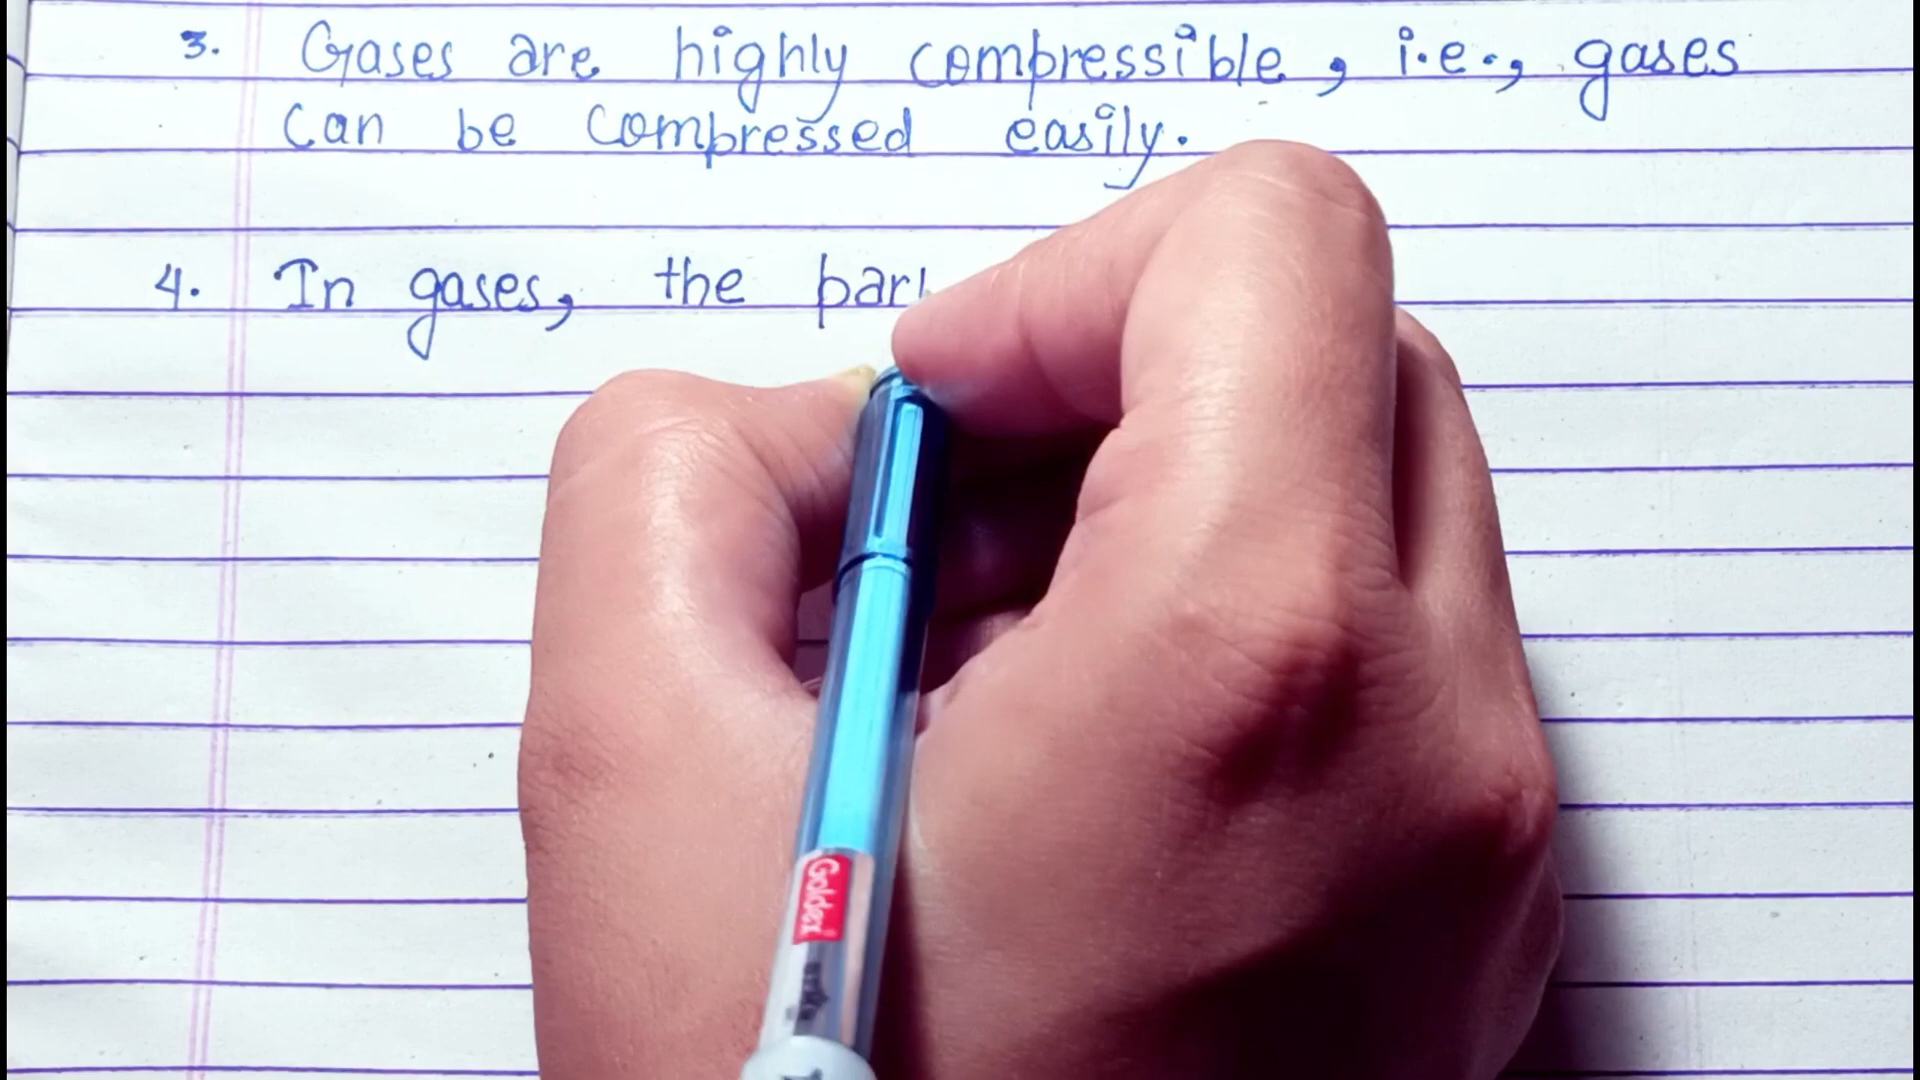 3. Gases are highly compressible, i.e., gases
can be compressed easily.
4. In gases, the par
Goldex